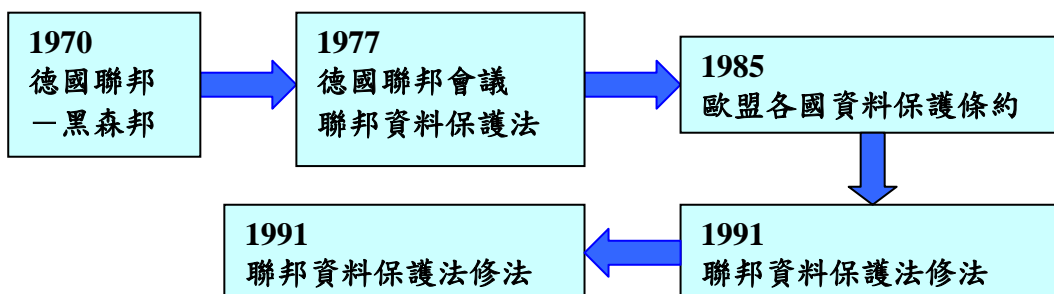 1970
德國聯邦
－黑森邦
1977
德國聯邦會議
聯邦資料保護法
1985
歐盟各國資料保護條約
1991
聯邦資料保護法修法
1991
聯邦資料保護法修法